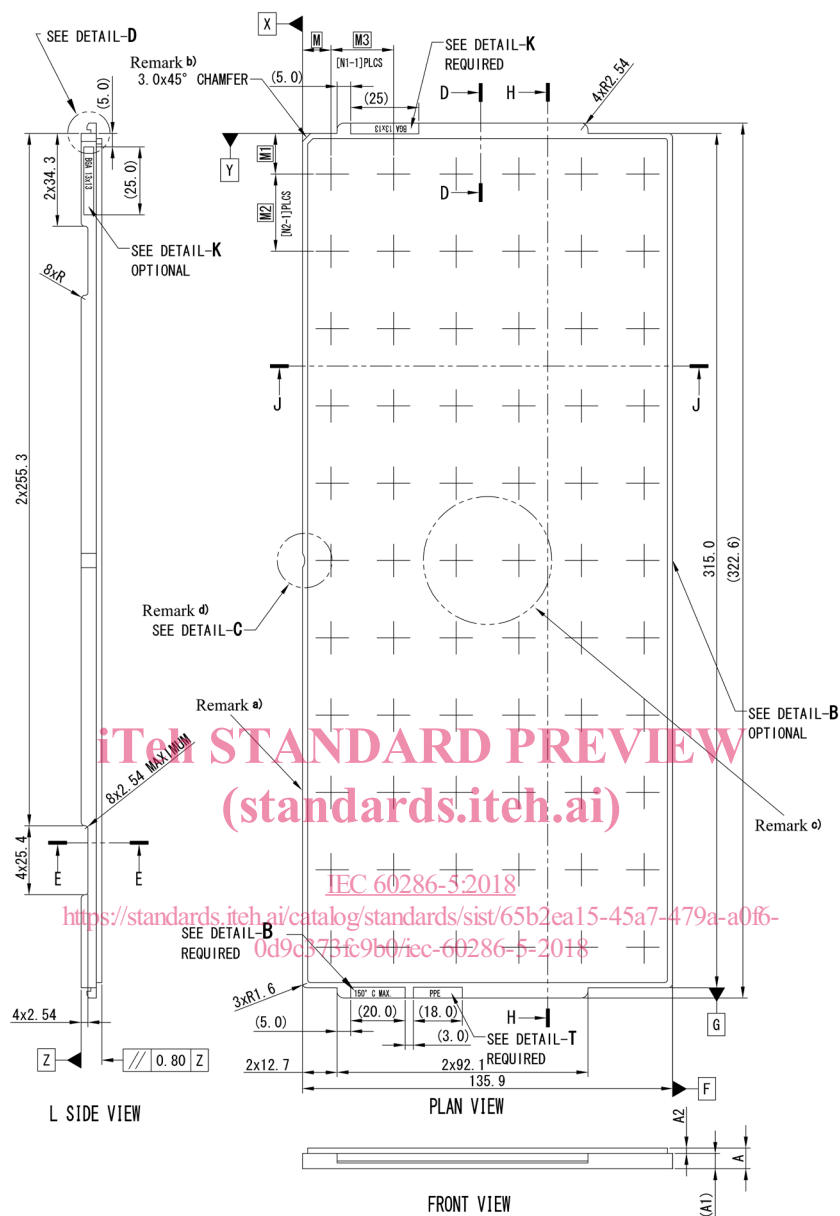 X
M
M3
SEE DETAIL-D
Remark b)
3.0x45° CHAMFER
(5.0)
[N1-1]PLCS
(25)
SEE DETAIL-K
REQUIRED
D
H
4xR2.54
(5.0)
BGA 13x13
Y
M1
M2
[N2-1]PLCS
D
2x34.3
BGA 13x13
(25.0)
SEE DETAIL-K
OPTIONAL
8xR
J
J
2x255.3
315.0
(322.6)
Remark d)
SEE DETAIL-C
Remark a)
SEE DETAIL-B
OPTIONAL
iTeh STANDARD PREVIEW
(standards.iteh.ai)
8x2.54 MAXIMUM
Remark c)
4x25.4
E
E
IEC 60286-5:2018
https://standards.iteh.ai/catalog/standards/sist/65b2ea15-45a7-479a-a0f6-
0d9c373fc9b0/iec-60286-5-2018
SEE DETAIL-B
REQUIRED
3xR1.6
150° C MAX.
PPE
4x2.54
(5.0)
(20.0)
(18.0)
(3.0)
H
SEE DETAIL-T
REQUIRED
G
Z
// 0.80 Z
2x12.7
2x92.1
135.9
F
L SIDE VIEW
PLAN VIEW
A2
A
(A1)
FRONT VIEW